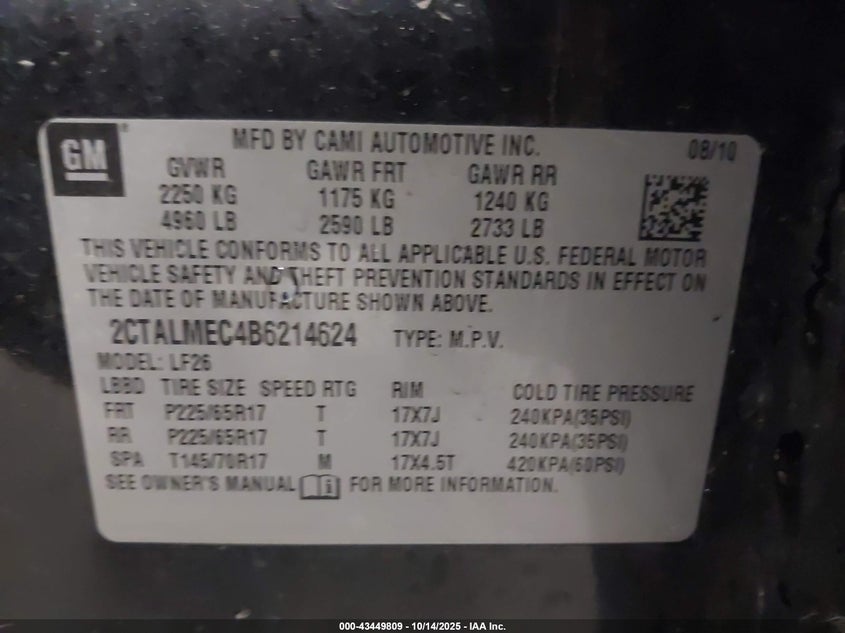 GM
®
MFD BY CAMI AUTOMOTIVE INC. 08/10
GVWR GAWR FRT GAWR RR
2250 KG 1175 KG 1240 KG
4960 LB 2590 LB 2733 LB
THIS VEHICLE CONFORMS TO ALL APPLICABLE U.S. FEDERAL MOTOR
VEHICLE SAFETY AND THEFT PREVENTION STANDARDS IN EFFECT ON
THE DATE OF MANUFACTURE SHOWN ABOVE.
2CTALMEC4B6214624 TYPE: M.P.V.
MODEL: LF26
LBBD TIRE SIZE SPEED RTG RIM COLD TIRE PRESSURE
FRT P225/65R17 T 17X7J 240KPA(35PSI)
RR P225/65R17 T 17X7J 240KPA(35PSI)
SPA T145/70R17 M 17X4.5T 420KPA(60PSI)
SEE OWNER'S MANUAL FOR MORE INFORMATION.
000-43449809 - 10/14/2025 - IAA Inc.